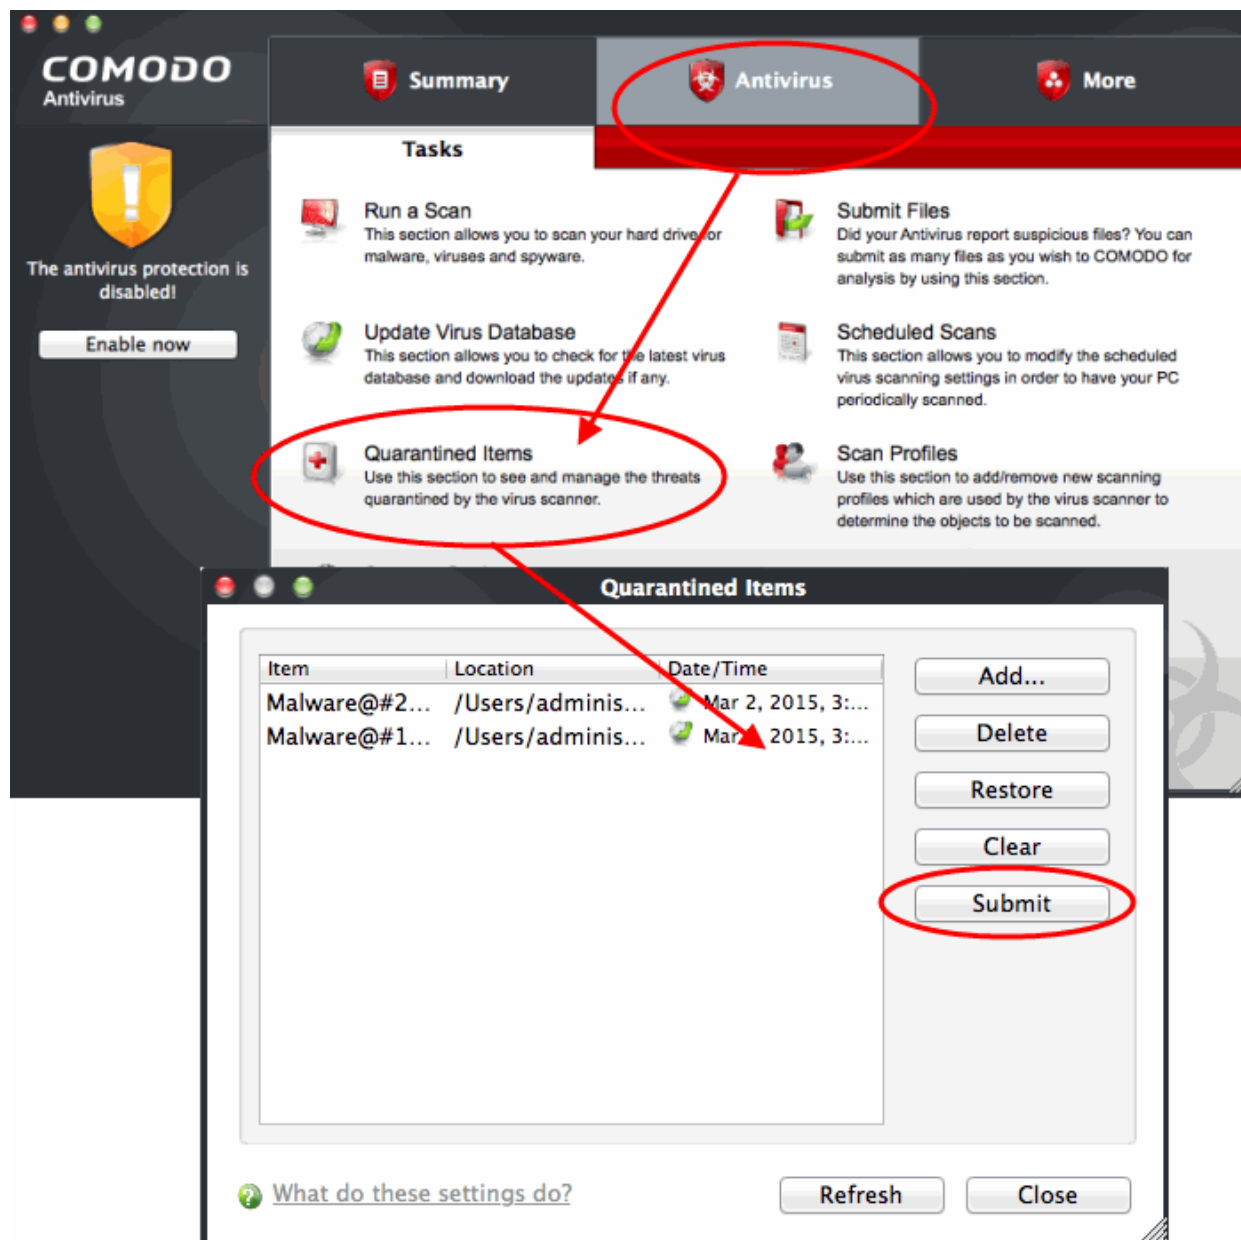 COMODO
Antivirus
Summary
Antivirus
More
Tasks
The antivirus protection is
disabled!
Enable now
Run a Scan
This section allows you to scan your hard drive for
malware, viruses and spyware.
Submit Files
Did your Antivirus report suspicious files? You can
submit as many files as you wish to COMODO for
analysis by using this section.
Update Virus Database
This section allows you to check for the latest virus
database and download the updates if any.
Scheduled Scans
This section allows you to modify the scheduled
virus scanning settings in order to have your PC
periodically scanned.
Quarantined Items
Use this section to see and manage the threats
quarantined by the virus scanner.
Scan Profiles
Use this section to add/remove new scanning
profiles which are used by the virus scanner to
determine the objects to be scanned.
Quarantined Items
Item Location Date/Time
Malware@#2... /Users/adminis... Mar 2, 2015, 3:...
Malware@#1... /Users/adminis... Mar 2015, 3:...
Add...
Delete
Restore
Clear
Submit
What do these settings do?
Refresh
Close